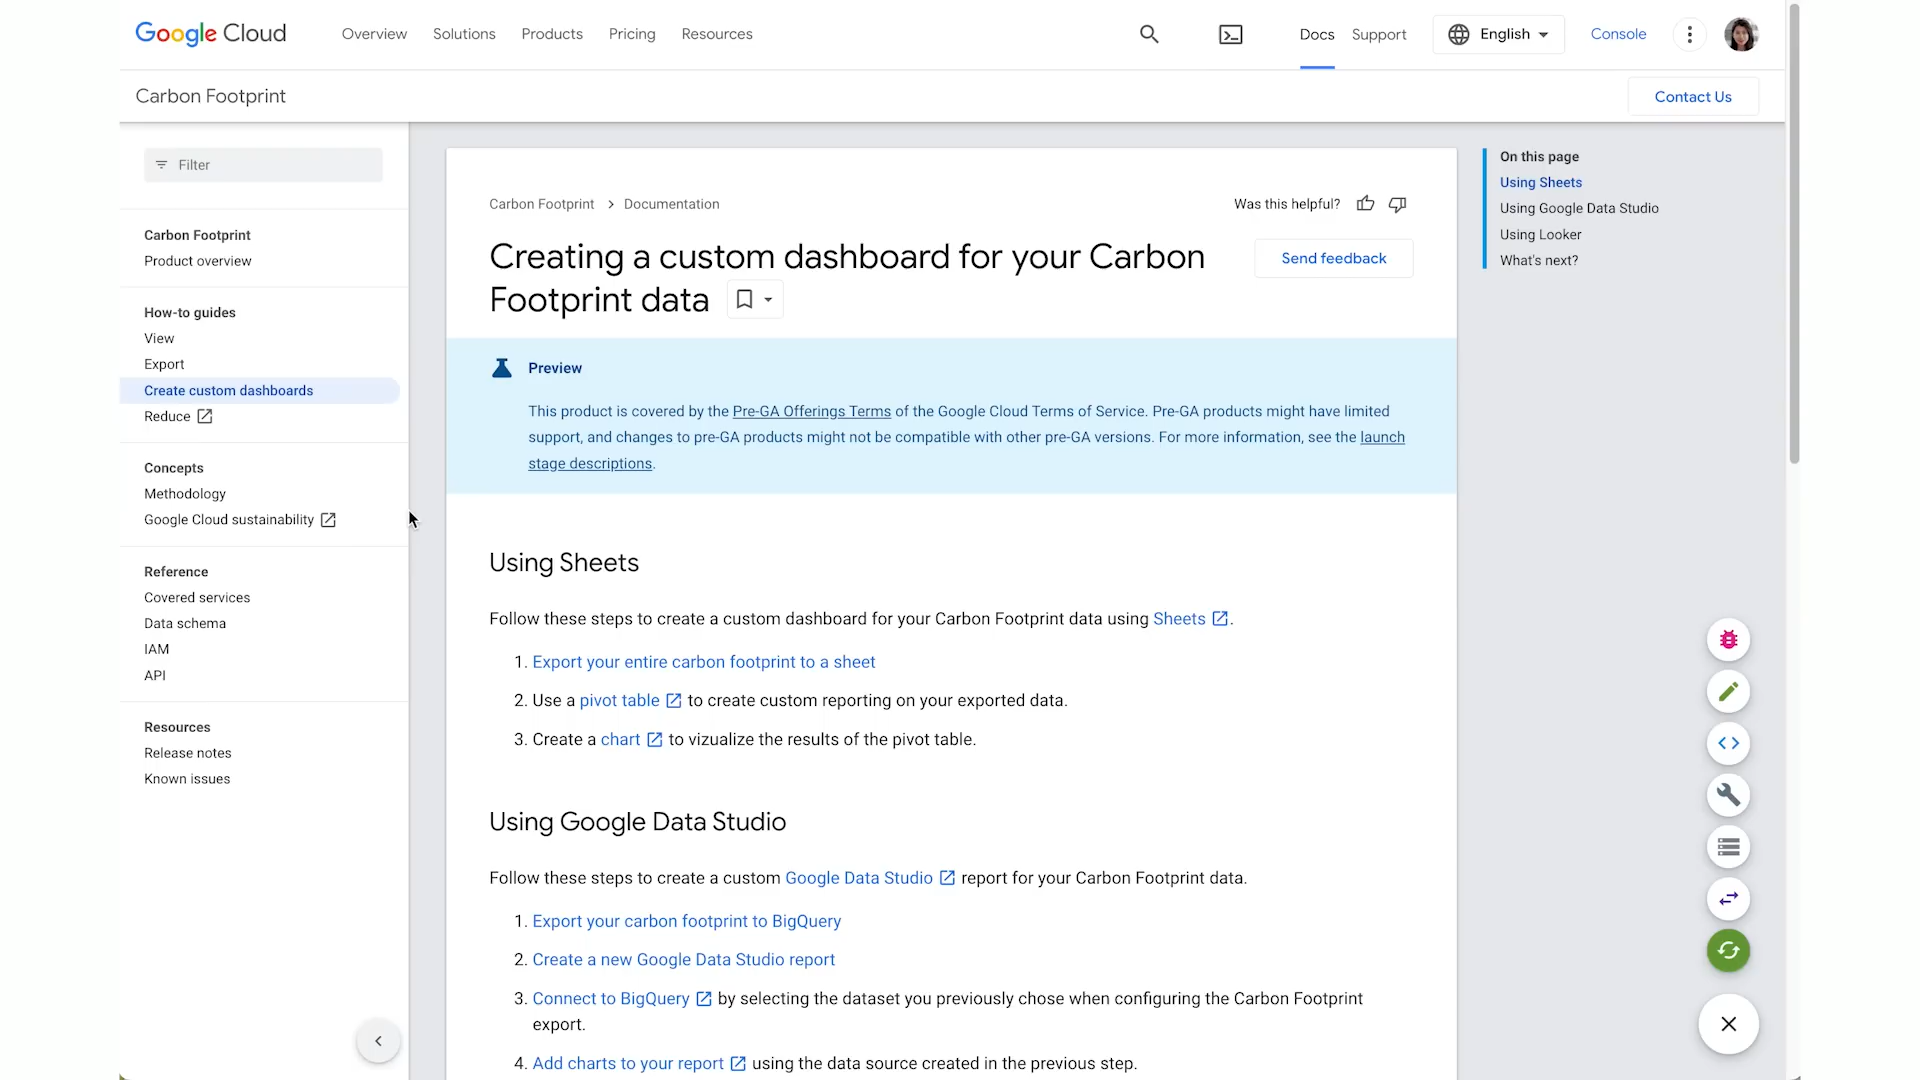 Google Cloud
Overview
Solutions
Products
Pricing
Resources
Docs
Support
English
Console
Carbon Footprint
Contact Us
Filter
Carbon Footprint
Product overview
How-to guides
View
Export
Create custom dashboards
Reduce
Concepts
Methodology
Google Cloud sustainability
Reference
Covered services
Data schema
IAM
API
Resources
Release notes
Known issues
Carbon Footprint > Documentation
Was this helpful?
Creating a custom dashboard for your Carbon
Footprint data
Send feedback
Preview
This product is covered by the Pre-GA Offerings Terms of the Google Cloud Terms of Service. Pre-GA products might have limited
support, and changes to pre-GA products might not be compatible with other pre-GA versions. For more information, see the launch
stage descriptions.
Using Sheets
Follow these steps to create a custom dashboard for your Carbon Footprint data using Sheets.
1. Export your entire carbon footprint to a sheet
2. Use a pivot table to create custom reporting on your exported data.
3. Create a chart to vizualize the results of the pivot table.
Using Google Data Studio
Follow these steps to create a custom Google Data Studio report for your Carbon Footprint data.
1. Export your carbon footprint to BigQuery
2. Create a new Google Data Studio report
3. Connect to BigQuery by selecting the dataset you previously chose when configuring the Carbon Footprint
export.
4. Add charts to your report using the data source created in the previous step.
On this page
Using Sheets
Using Google Data Studio
Using Looker
What's next?